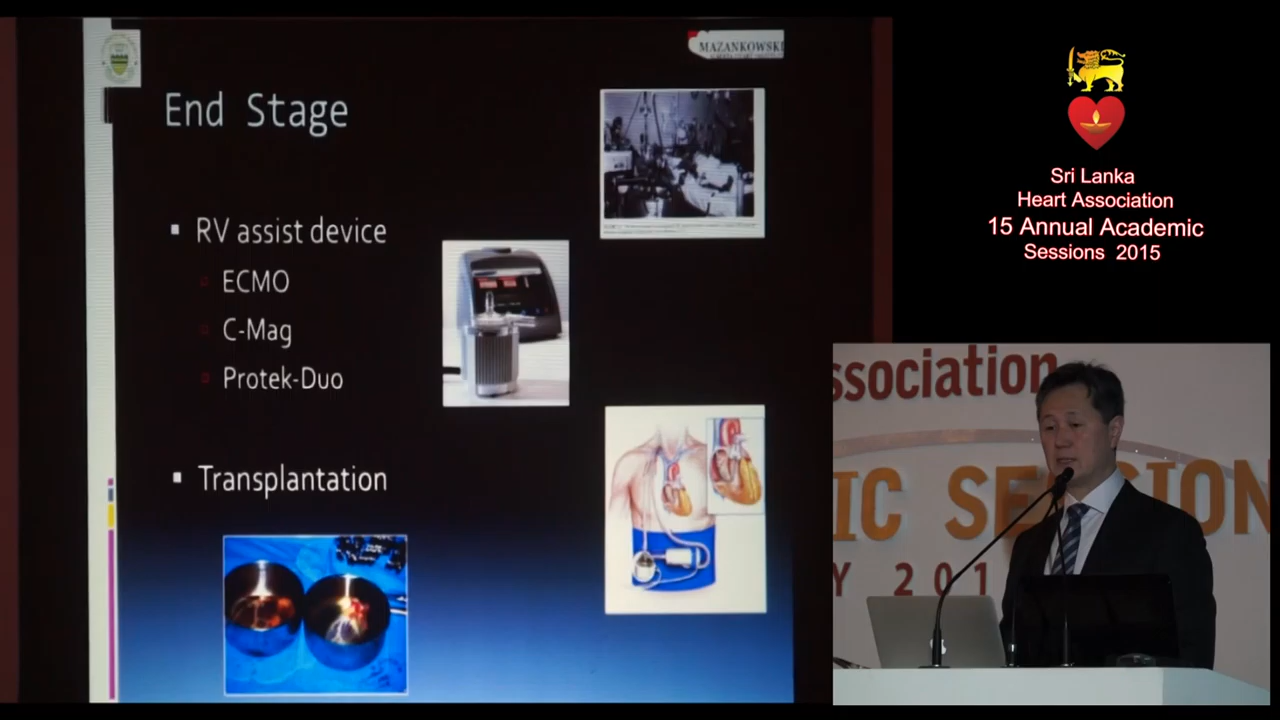 MAZANKOWSKI
End Stage
▪ RV assist device
ECMO
C-Mag
Protek-Duo
▪ Transplantation
Sri Lanka
Heart Association
15 Annual Academic
Sessions 2015
ssociation
IC SESSION
Y 201